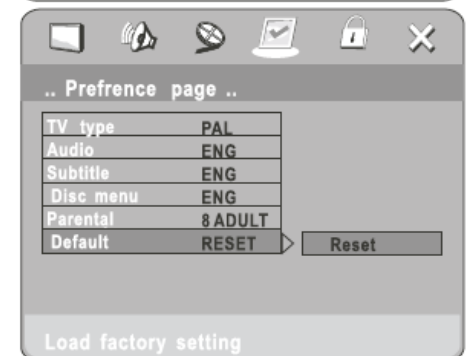 .. Prefrence page ..
TV type PAL
Audio ENG
Subtitle ENG
Disc menu ENG
Parental 8 ADULT
Default RESET Reset
Load factory setting